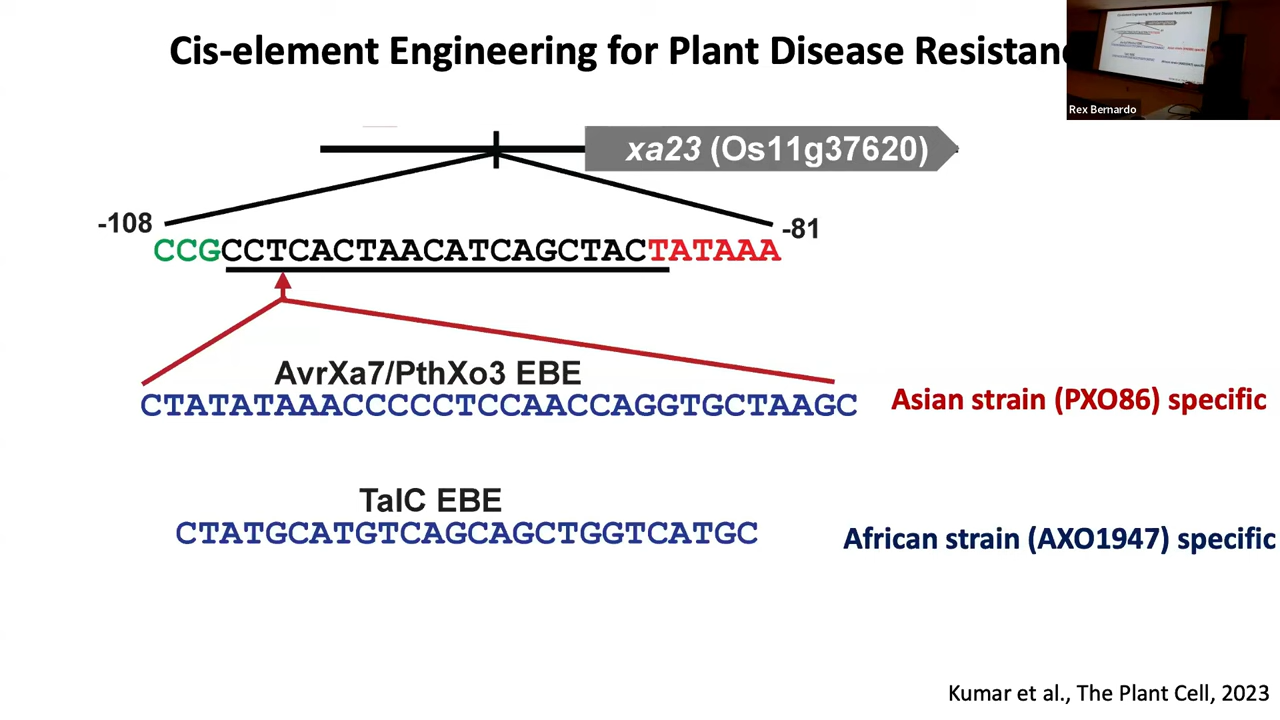 Cis-element Engineering for Plant Disease Resistan
Rex Bernardo
xa23 (Os11g37620)
-108
-81
CCGCCTCACTAACATCAGCTACTATAAA
AvrXa7/PthXo3 EBE
CTATATAAACCCCCTCCAACCAGGTGCTAAGC
Asian strain (PXO86) specific
TalC EBE
CTATGCATGTCAGCAGCTGGTCATGC
African strain (AXO1947) specific
Kumar et al., The Plant Cell, 2023